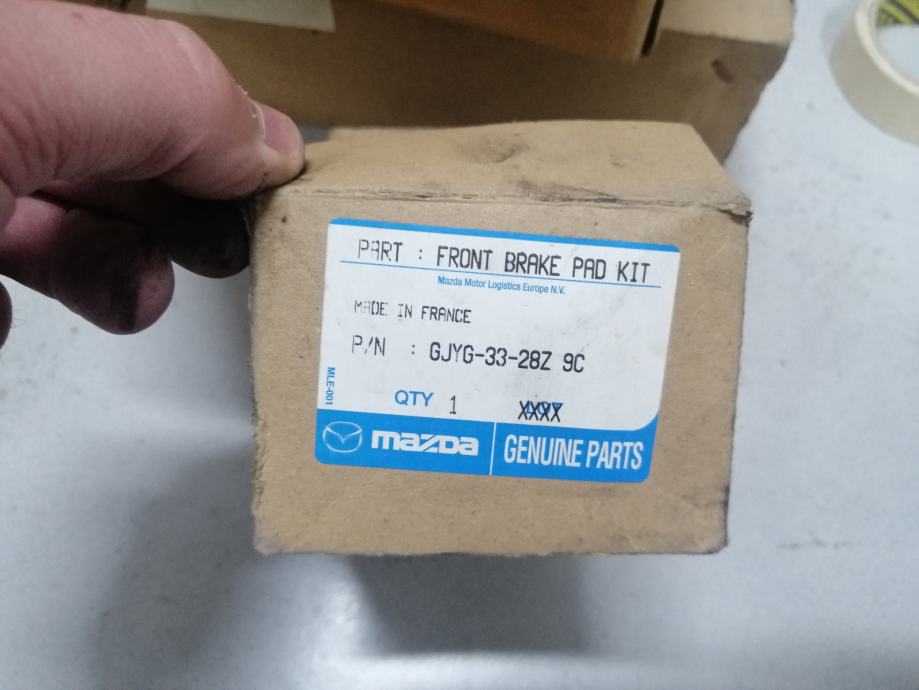 PART : FRONT BRAKE PAD KIT
Mazda Motor Logistics Europe N.V.
MADE IN FRANCE
P/N : GJYG-33-28Z 9C
MLE-001
QTY 1 XXXX
mazda GENUINE PARTS